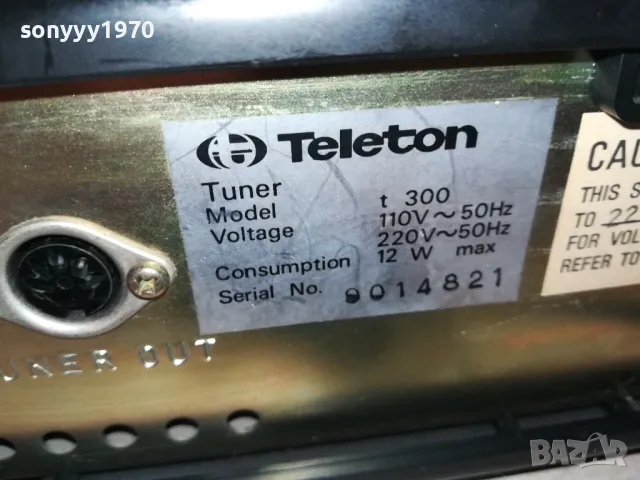 sonyyy1970
Teleton
Tuner
Model t 300
Voltage 110V~50Hz
220V~50Hz
Consumption 12 W max
Serial No. 9014821
CAU
THIS S
TO 22
FOR VOL
REFER TO
UNER OUT
BAZAR